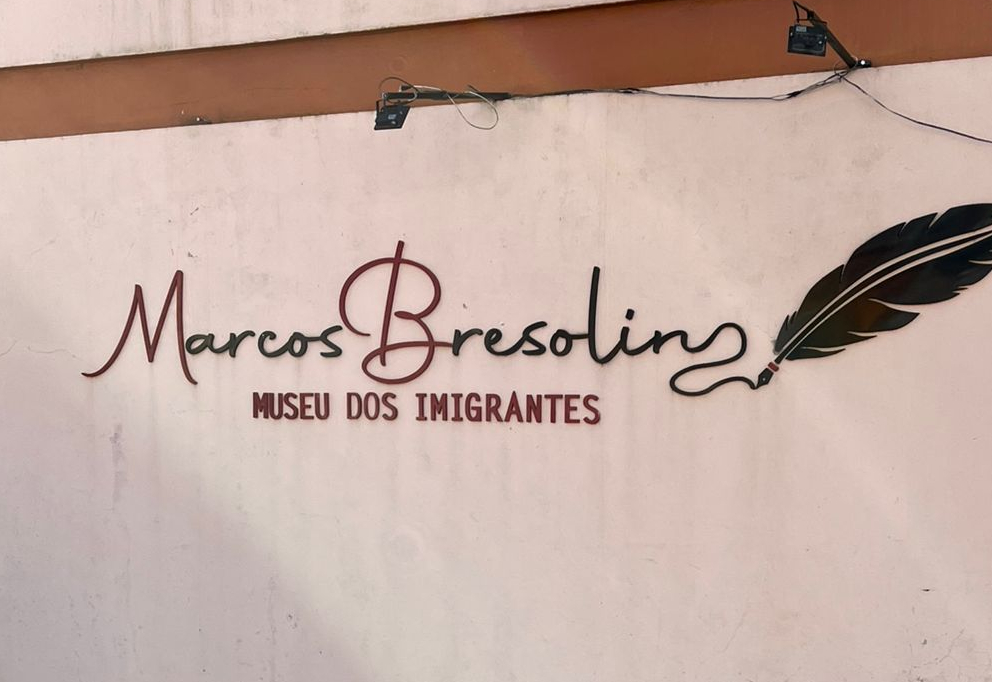 Marcos Bresolin
MUSEU DOS IMIGRANTES